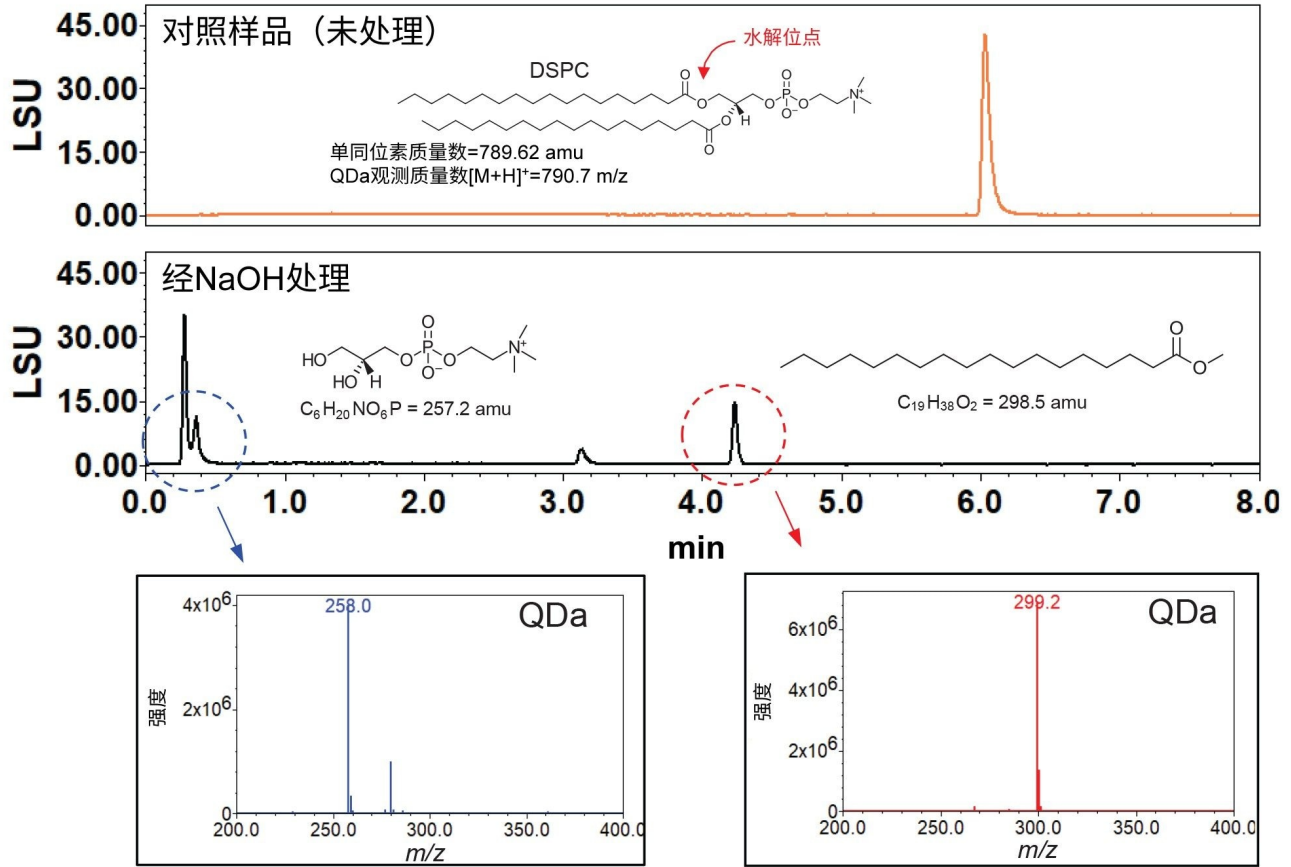 45.00
30.00
15.00
0.00
LSU
对照样品（未处理）
水解位点
DSPC
O
O
O
O
H
O
O
P
O
O⁻
N⁺
单同位素质量数=789.62 amu
QDa观测质量数[M+H]⁺=790.7 m/z
45.00
30.00
15.00
0.00
LSU
经NaOH处理
HO
HO
H
O
O
P
O⁻
O
N⁺
C₆H₂₀NO₆P = 257.2 amu
O
O
C₁₉H₃₈O₂ = 298.5 amu
0.0 1.0 2.0 3.0 4.0 5.0 6.0 7.0 8.0
min
4x10⁶
2x10⁶
0
强度
258.0
QDa
200.0 250.0 300.0 350.0 400.0
m/z
6x10⁶
4x10⁶
2x10⁶
0
强度
299.2
QDa
200.0 250.0 300.0 350.0 400.0
m/z